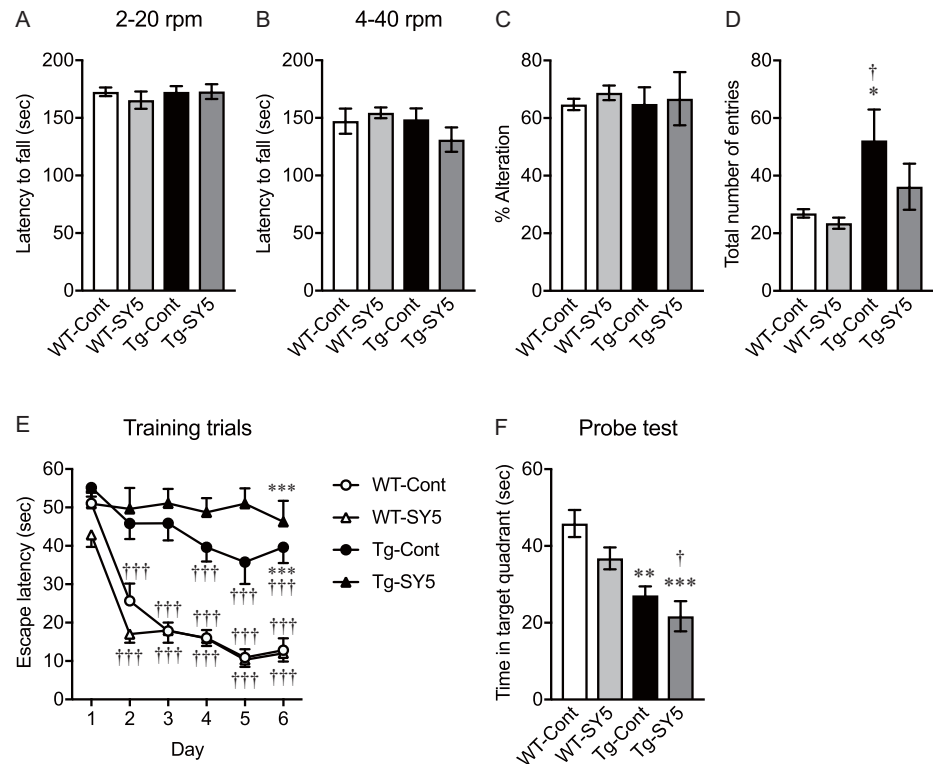 A 2-20 rpm
Latency to fall (sec)
200
150
100
50
0
WT-Cont
WT-SY5
Tg-Cont
Tg-SY5
B 4-40 rpm
Latency to fall (sec)
200
150
100
50
0
WT-Cont
WT-SY5
Tg-Cont
Tg-SY5
C
% Alteration
80
60
40
20
0
WT-Cont
WT-SY5
Tg-Cont
Tg-SY5
D
Total number of entries
80
60
40
20
0
†
*
WT-Cont
WT-SY5
Tg-Cont
Tg-SY5
E Training trials
Escape latency (sec)
60
50
40
30
20
10
0
***
†††
†††
†††
***
†††
†††
†††
†††
†††
†††
†††
†††
†††
†††
1 2 3 4 5 6
Day
WT-Cont
WT-SY5
Tg-Cont
Tg-SY5
F Probe test
Time in target quadrant (sec)
60
40
20
0
**
†
***
WT-Cont
WT-SY5
Tg-Cont
Tg-SY5